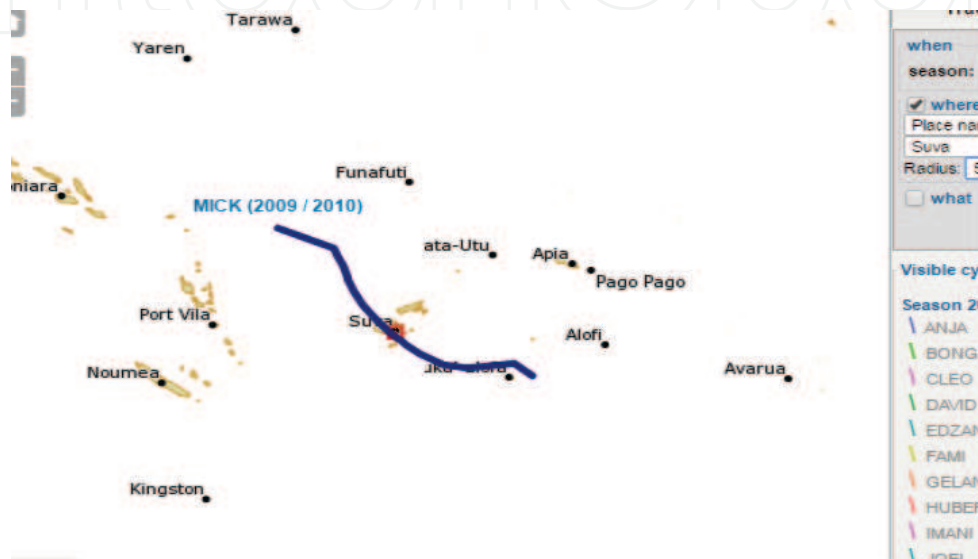 Tarawa
Yaren
Funafuti
niara
MICK (2009 / 2010)
ata-Utu
Apia
Pago Pago
Port Vila
Suva
Alofi
Noumea
Avarua
Kingston
when
season:
where
Place na
Suva
Radius:
what
Visible cy
Season 2
ANJA
BONG
CLEO
DAVID
EDZAN
FAMI
GELAN
HUBER
IMANI
JOEL